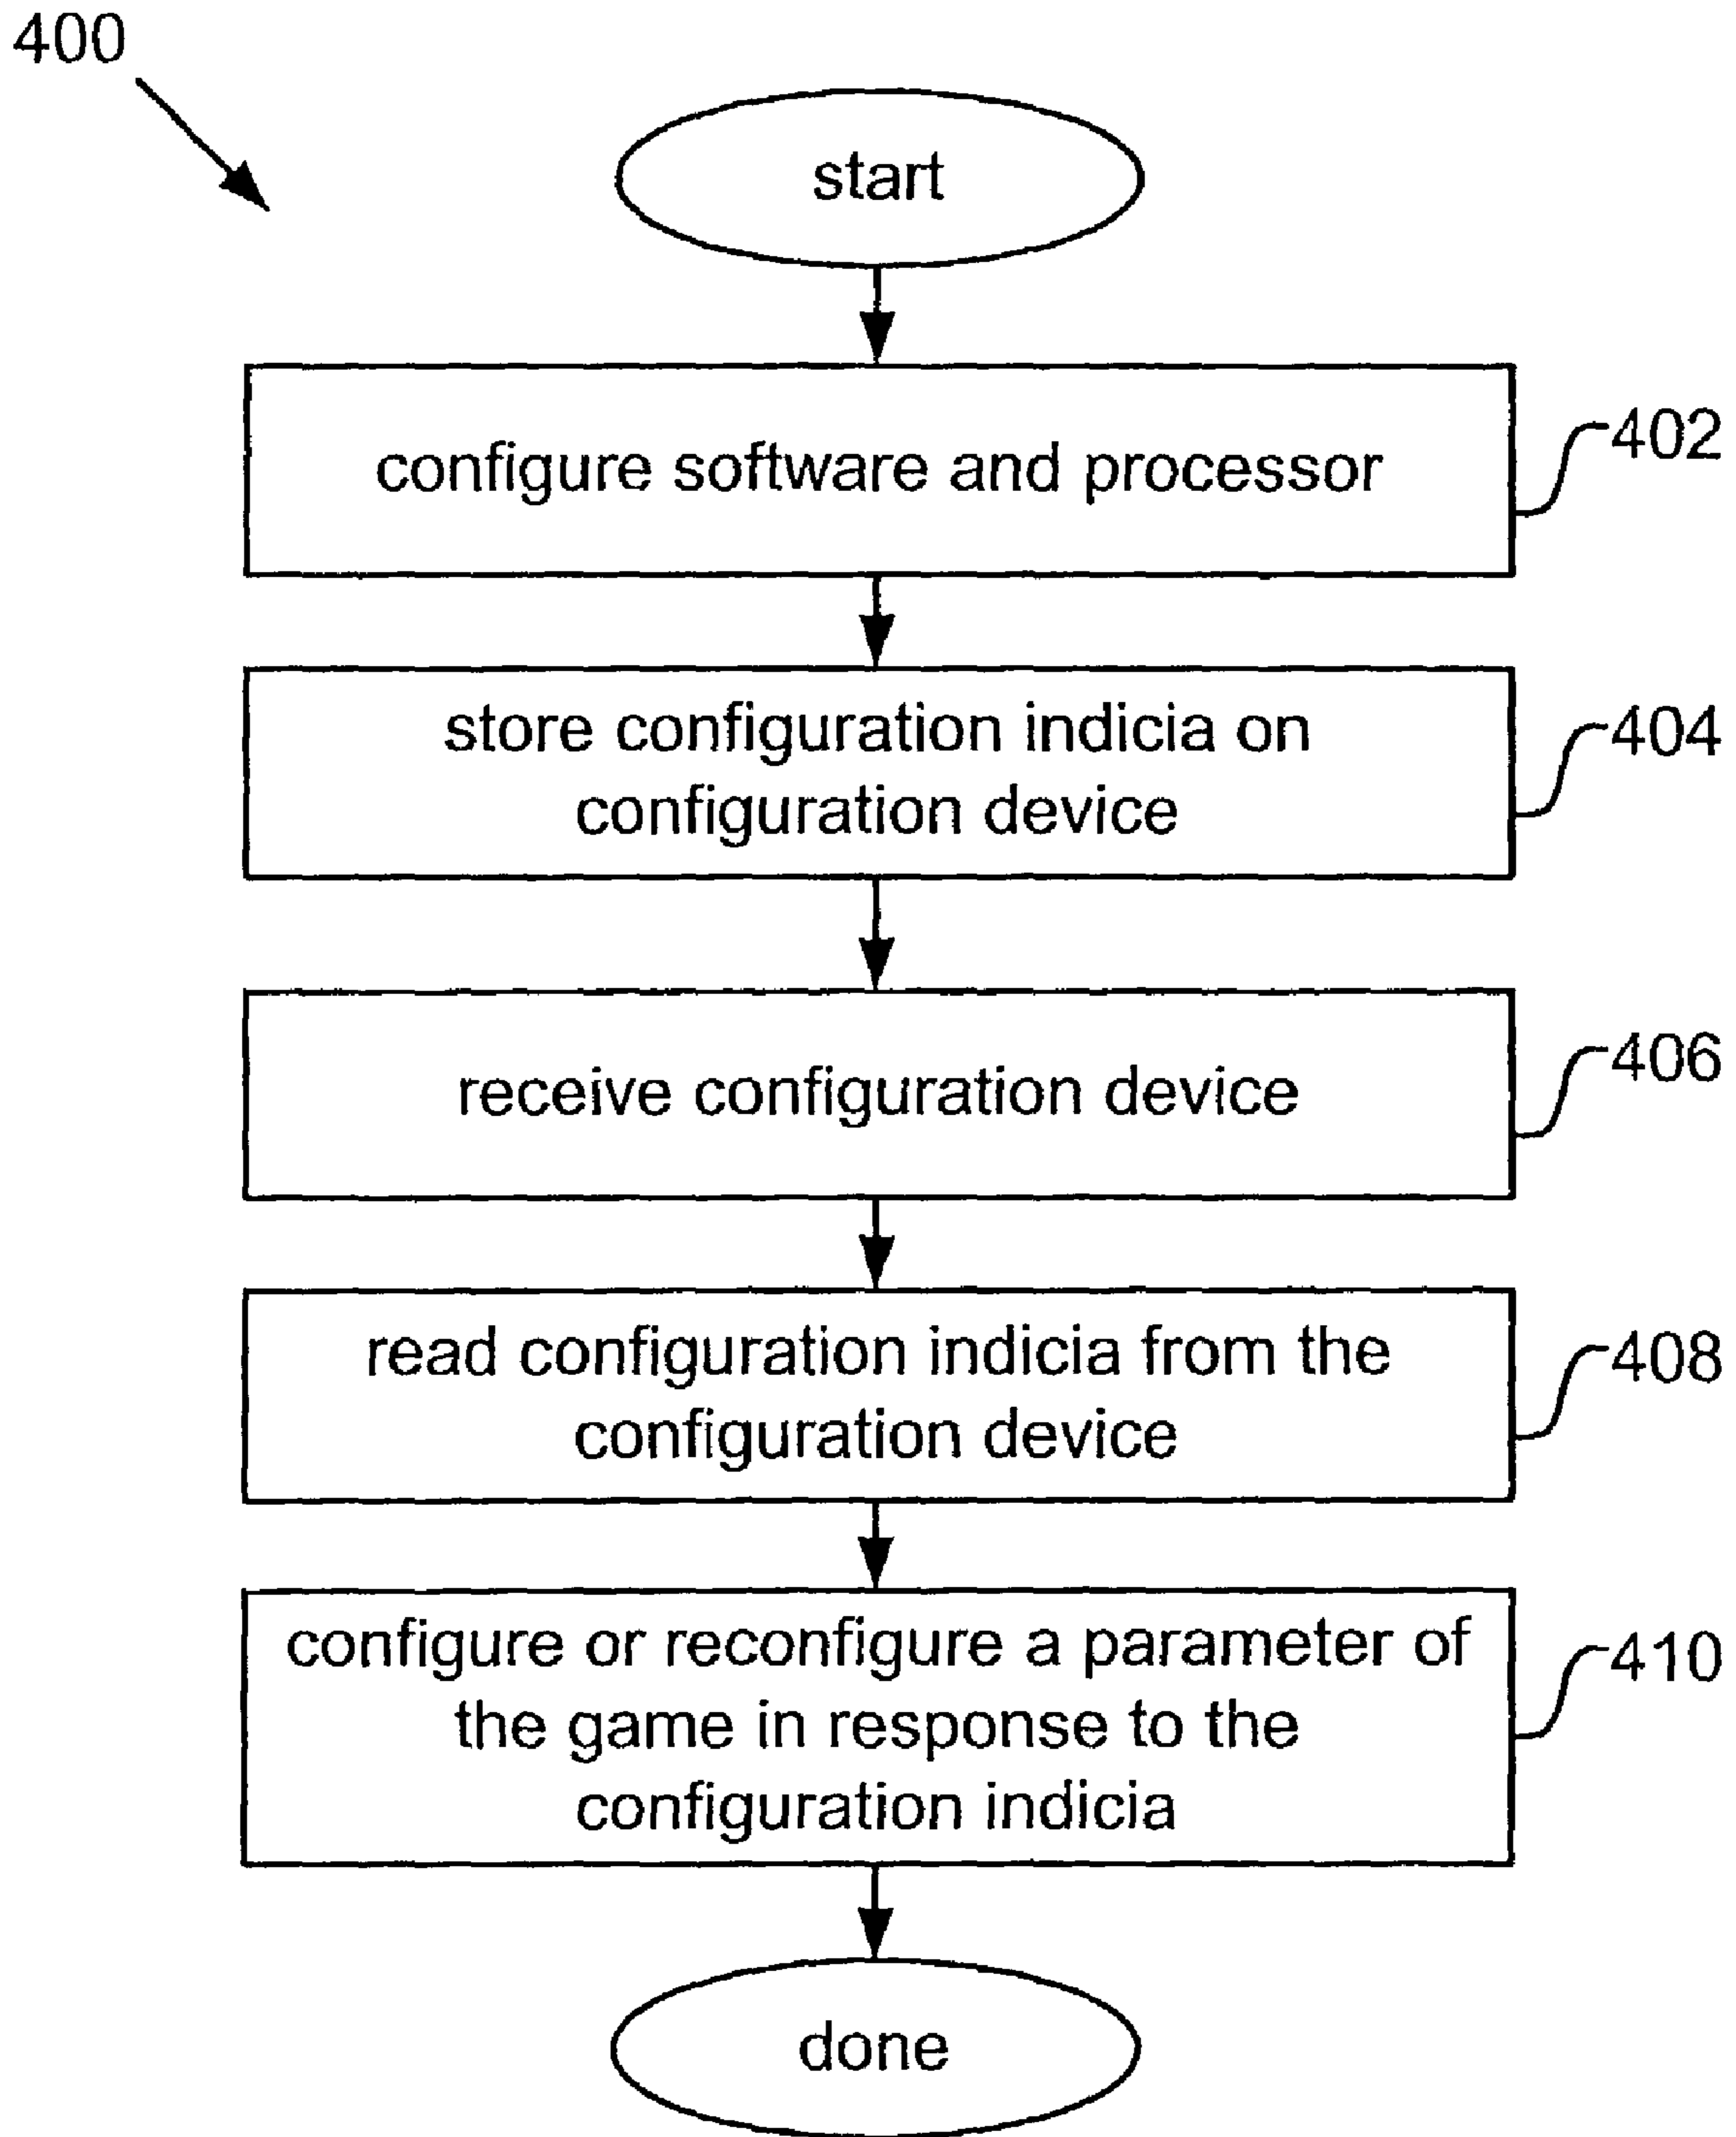 400
start
configure software and processor
402
store configuration indicia on
configuration device
404
receive configuration device
406
read configuration indicia from the
configuration device
408
configure or reconfigure a parameter of
the game in response to the
configuration indicia
410
done